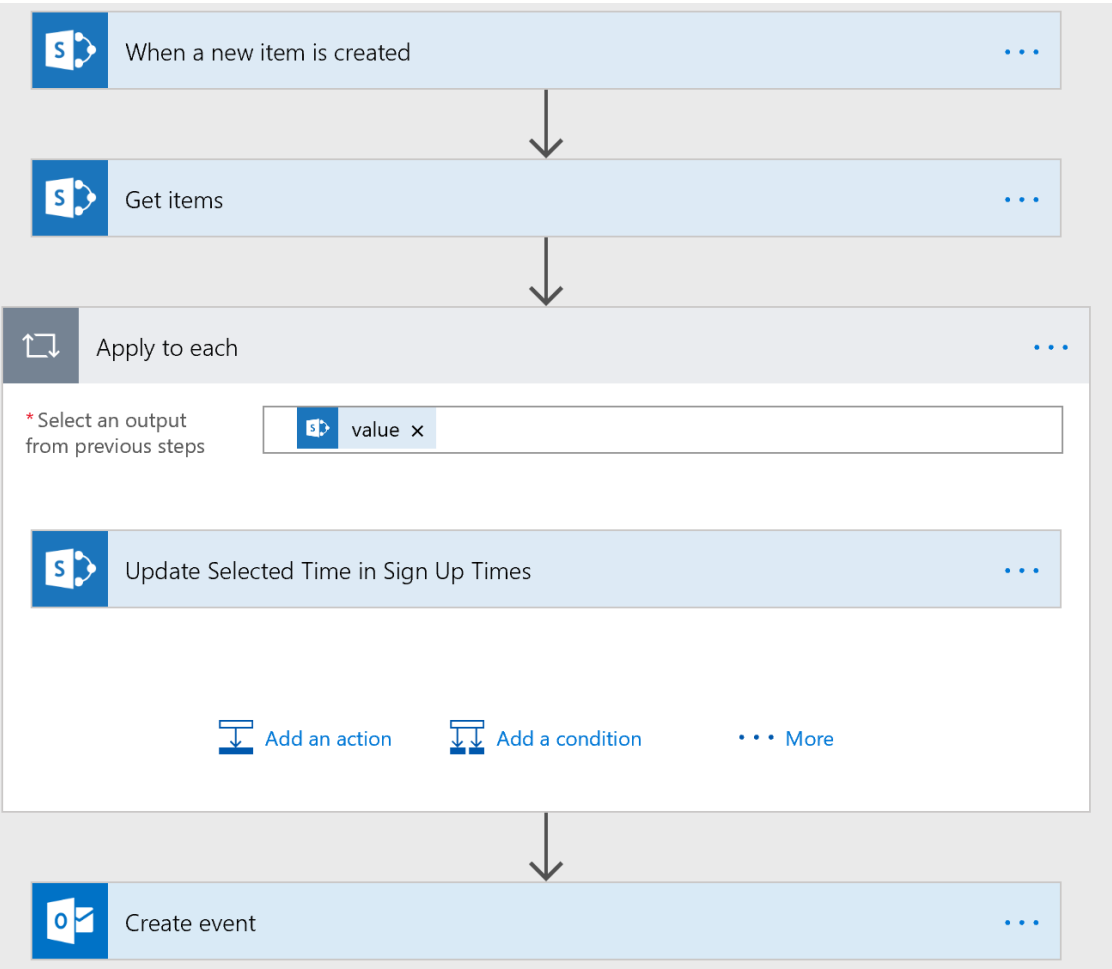 S
When a new item is created
S
Get items
Apply to each
* Select an output
from previous steps
S
value ×
S
Update Selected Time in Sign Up Times
Add an action
Add a condition
More
O
Create event